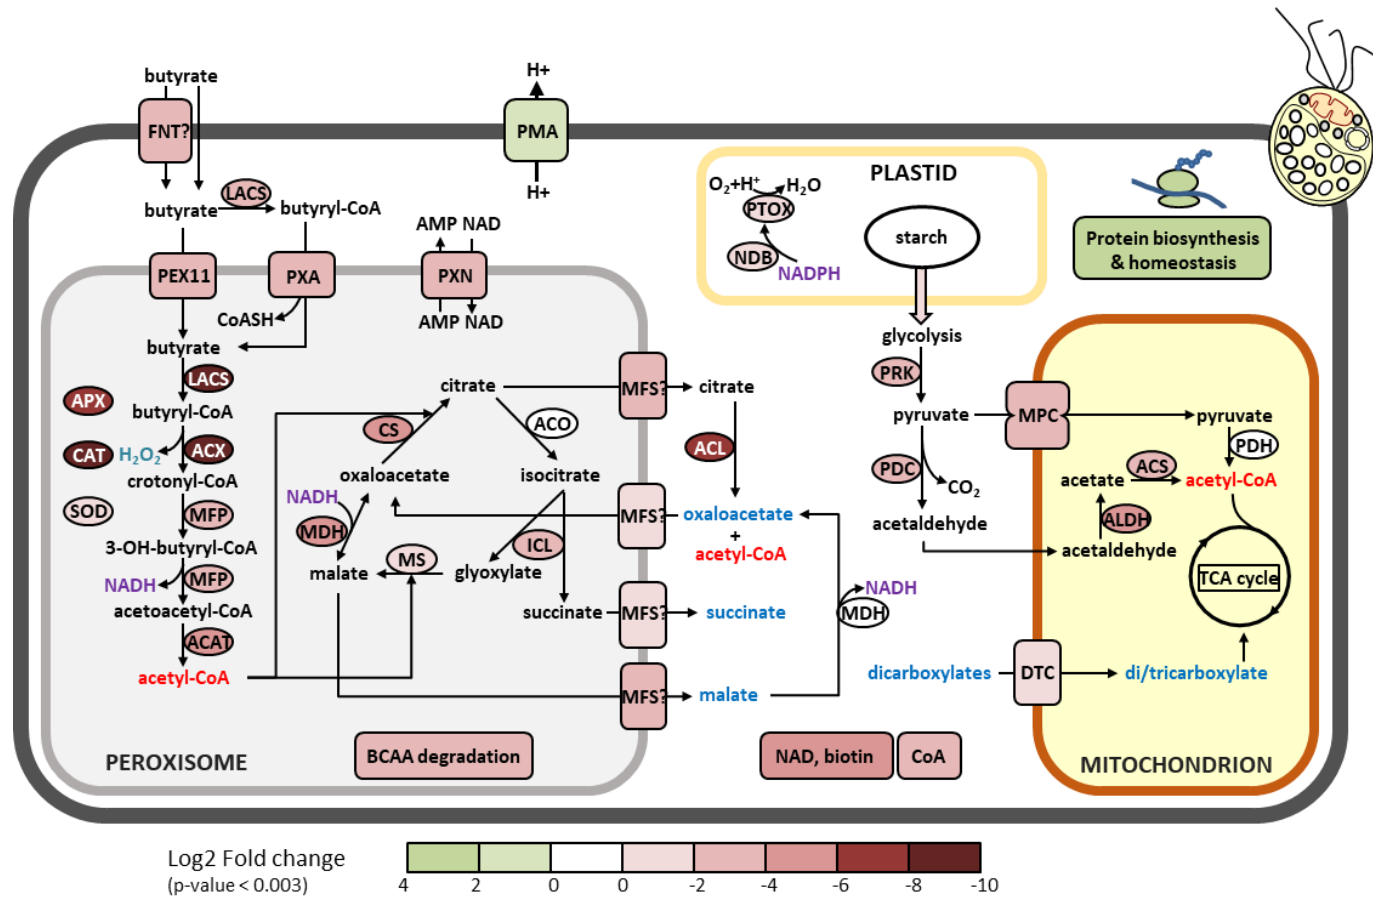 butyrate
H+
FNT?
PMA
H+
LACS
butyrate
butyryl-CoA
AMP NAD
PEX11
PXA
PXN
CoASH
AMP NAD
butyrate
LACS
APX
butyryl-CoA
CAT
H₂O₂
ACX
crotonyl-CoA
SOD
MFP
3-OH-butyryl-CoA
NADH
MFP
acetoacetyl-CoA
ACAT
acetyl-CoA
citrate
CS
ACO
oxaloacetate
isocitrate
NADH
MDH
ICL
MS
malate
glyoxylate
succinate
PEROXISOME
BCAA degradation
MFS?
citrate
ACL
MFS?
oxaloacetate
+
acetyl-CoA
MFS?
succinate
MFS?
malate
NADH
MDH
PLASTID
O₂+H⁺
H₂O
PTOX
NDB
NADPH
starch
glycolysis
PRK
pyruvate
PDC
CO₂
acetaldehyde
Protein biosynthesis
& homeostasis
MPC
pyruvate
PDH
ACS
acetate
acetyl-CoA
ALDH
acetaldehyde
TCA cycle
dicarboxylates
DTC
di/tricarboxylate
NAD, biotin
CoA
MITOCHONDRION
Log2 Fold change
(p-value < 0.003)
4 2 0 0 -2 -4 -6 -8 -10